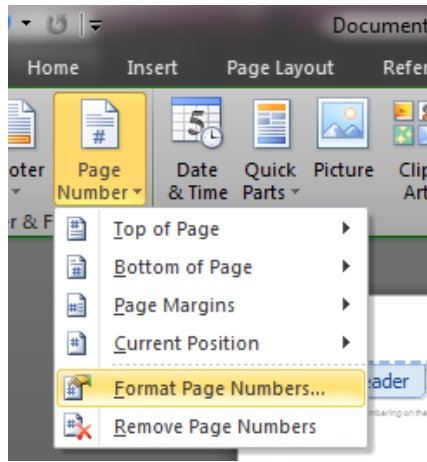 Document
Home Insert Page Layout Refer
oter Page Number Date & Time Quick Parts Picture Clip Art
r & F
Top of Page
Bottom of Page
Page Margins
Current Position
Format Page Numbers...
eader
Remove Page Numbers